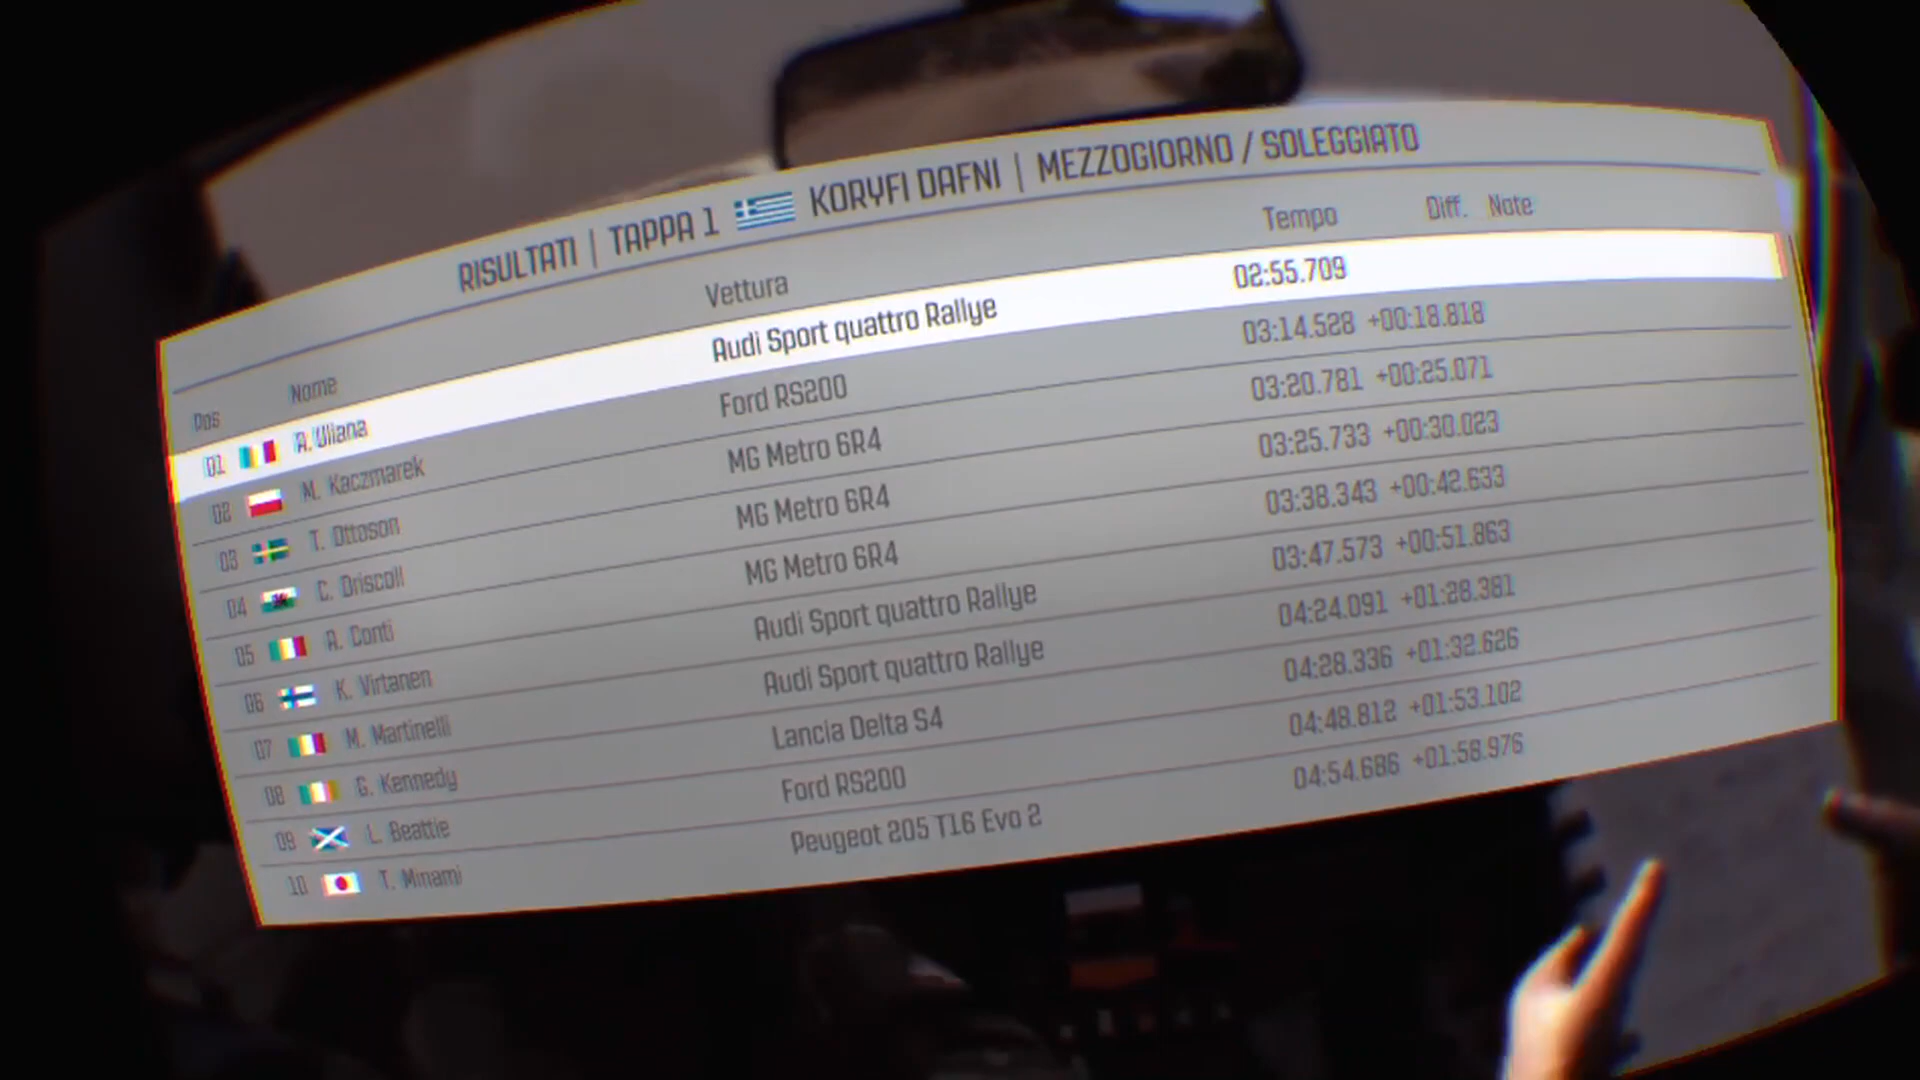 RISULTATI | TAPPA 1 KORYFI DAFNI | MEZZOGIORNO / SOLEGGIATO
Pos Nome Vettura Tempo Diff. Note
01 A. Uliana Audi Sport quattro Rallye 02:55.709
02 M. Kaczmarek Ford RS200 03:14.528 +00:18.818
03 T. Ottoson MG Metro 6R4 03:20.781 +00:25.071
04 C. Driscoll MG Metro 6R4 03:25.733 +00:30.023
05 A. Conti MG Metro 6R4 03:38.343 +00:42.633
06 K. Virtanen Audi Sport quattro Rallye 03:47.573 +00:51.863
07 M. Martinelli Audi Sport quattro Rallye 04:24.091 +01:28.381
08 G. Kennedy Lancia Delta S4 04:28.336 +01:32.626
09 L. Beattie Ford RS200 04:48.812 +01:53.102
10 T. Minami Peugeot 205 T16 Evo 2 04:54.686 +01:58.976